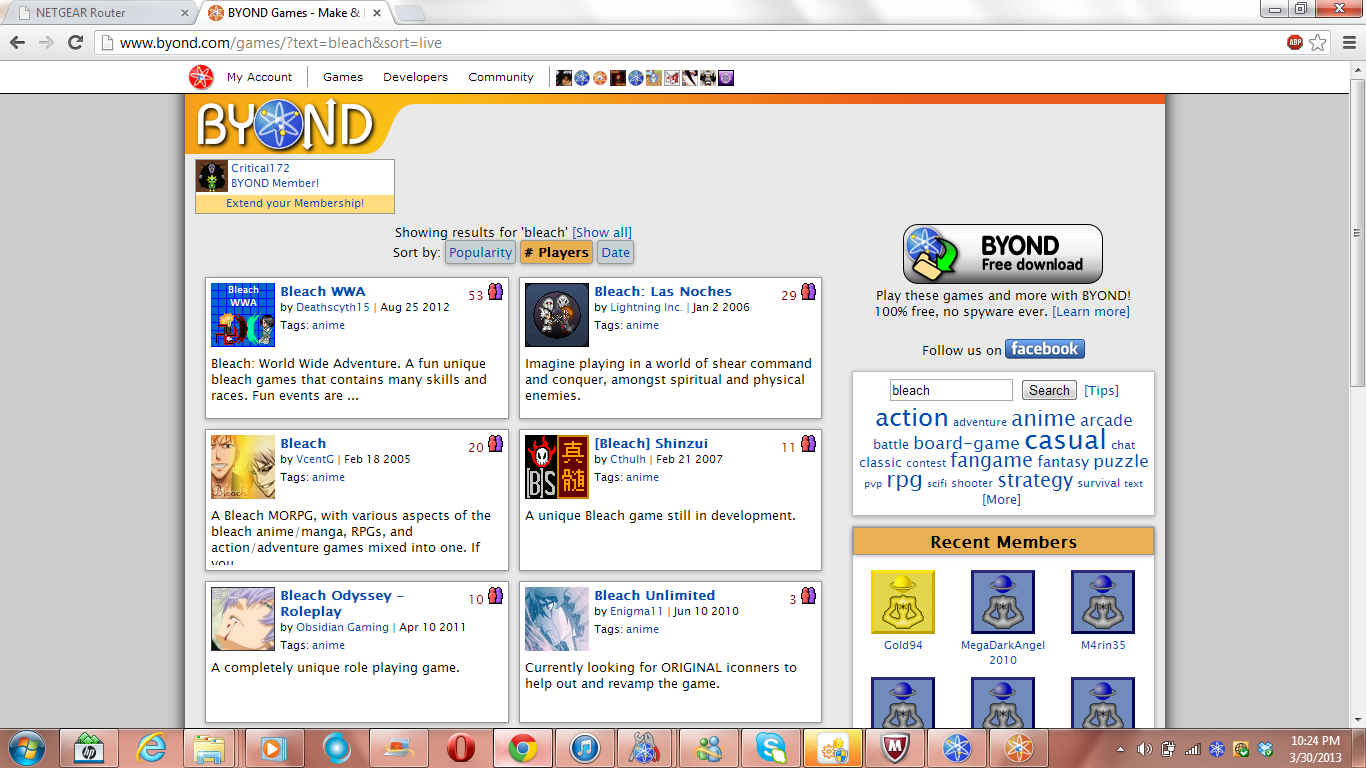 NETGEAR Router
BYOND Games - Make &
www.byond.com/games/?text=bleach&sort=live
ABP
My Account
Games
Developers
Community
BYOND
Critical172
BYOND Member!
Extend your Membership!
Showing results for 'bleach' [Show all]
Sort by: Popularity # Players Date
Bleach
WWA
Bleach WWA
53
by Deathscyth15 | Aug 25 2012
Tags: anime
Bleach: World Wide Adventure. A fun unique
bleach games that contains many skills and
races. Fun events are ...
Bleach: Las Noches
29
by Lightning Inc. | Jan 2 2006
Tags: anime
Imagine playing in a world of shear command
and conquer, amongst spiritual and physical
enemies.
Bleach
Bleach
20
by VcentG | Feb 18 2005
Tags: anime
A Bleach MORPG, with various aspects of the
bleach anime/manga, RPGs, and
action/adventure games mixed into one. If
you
[B]S
真
髄
[Bleach] Shinzui
11
by Cthulh | Feb 21 2007
Tags: anime
A unique Bleach game still in development.
Bleach Odyssey -
Roleplay
10
by Obsidian Gaming | Apr 10 2011
Tags: anime
A completely unique role playing game.
Bleach Unlimited
3
by Enigma11 | Jun 10 2010
Tags: anime
Currently looking for ORIGINAL iconners to
help out and revamp the game.
BYOND
Free download
Play these games and more with BYOND!
100% free, no spyware ever. [Learn more]
Follow us on facebook
bleach Search [Tips]
action adventure anime arcade
battle board-game casual chat
classic contest fangame fantasy puzzle
pvp rpg scifi shooter strategy survival text
[More]
Recent Members
Gold94
MegaDarkAngel
2010
M4rin35
hp
10:24 PM
3/30/2013